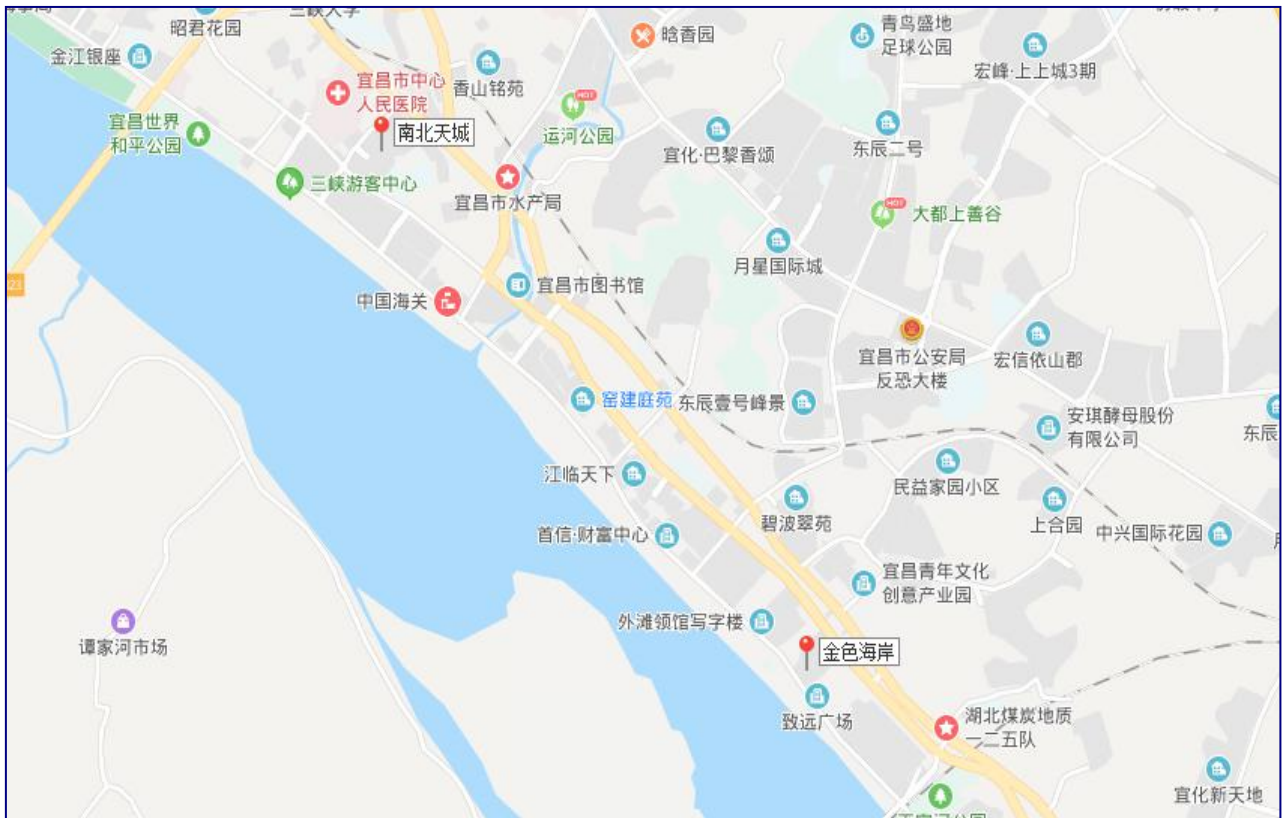 三峡大学
昭君花园
金江银座
宜昌市中心
人民医院
香山铭苑
晗香园
青鸟盛地
足球公园
宏峰·上上城3期
宜昌世界
和平公园
南北天城
HOT
运河公园
宜化·巴黎香颂
东辰二号
三峡游客中心
宜昌市水产局
HOT
大都上善谷
月星国际城
23
中国海关
宜昌市图书馆
宜昌市公安局
反恐大楼
宏信依山郡
窑建庭苑
东辰壹号峰景
安琪酵母股份
有限公司
东辰
江临天下
民益家园小区
碧波翠苑
上合园
中兴国际花园
首信·财富中心
宜昌青年文化
创意产业园
外滩领馆写字楼
谭家河市场
金色海岸
致远广场
湖北煤炭地质
一二五队
宜化新天地